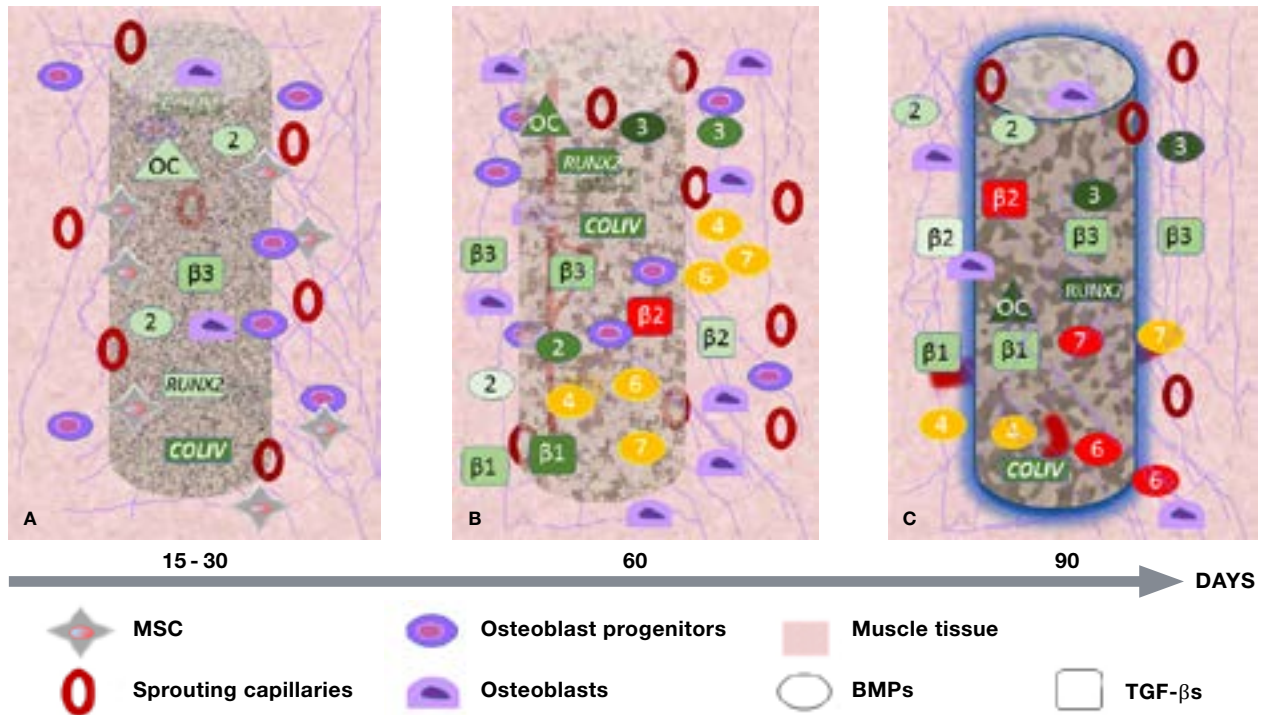 2
OC
β3
2
RUNX2
COLIV
A
OC
3
3
RUNX2
COLIV
4
β3
β3
7
6
β2
β2
2
2
6
4
7
β1
β1
B
2
2
3
β2
3
β2
β3
β3
RUNX2
OC
β1
β1
7
7
4
4
6
COLIV
6
C
15 - 30
60
90
DAYS
MSC
Osteoblast progenitors
Muscle tissue
Sprouting capillaries
Osteoblasts
BMPs
TGF-βs